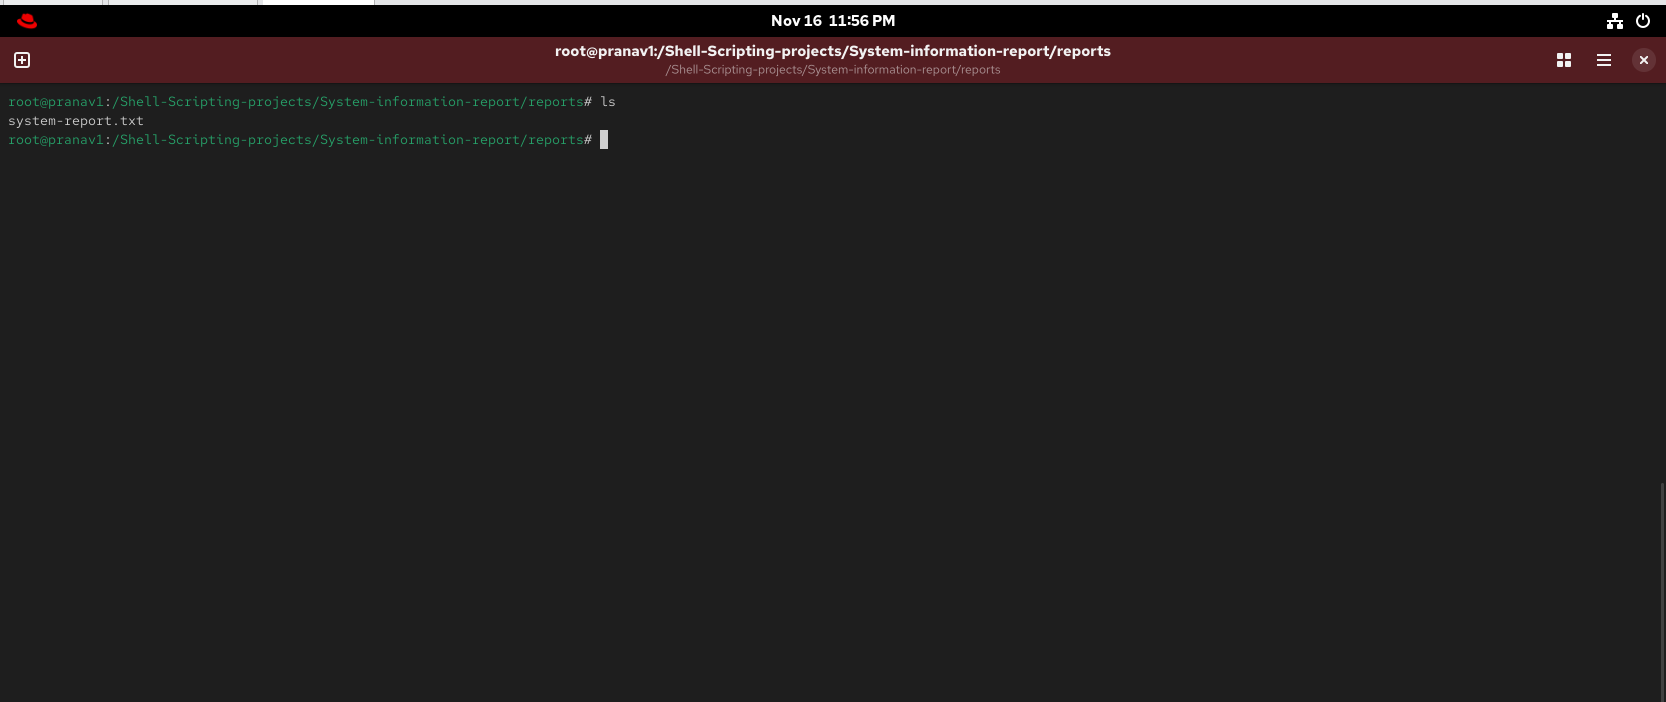 Nov 16 11:56 PM
root@pranav1:/Shell-Scripting-projects/System-information-report/reports
/Shell-Scripting-projects/System-information-report/reports
root@pranav1:/Shell-Scripting-projects/System-information-report/reports# ls
system-report.txt
root@pranav1:/Shell-Scripting-projects/System-information-report/reports#